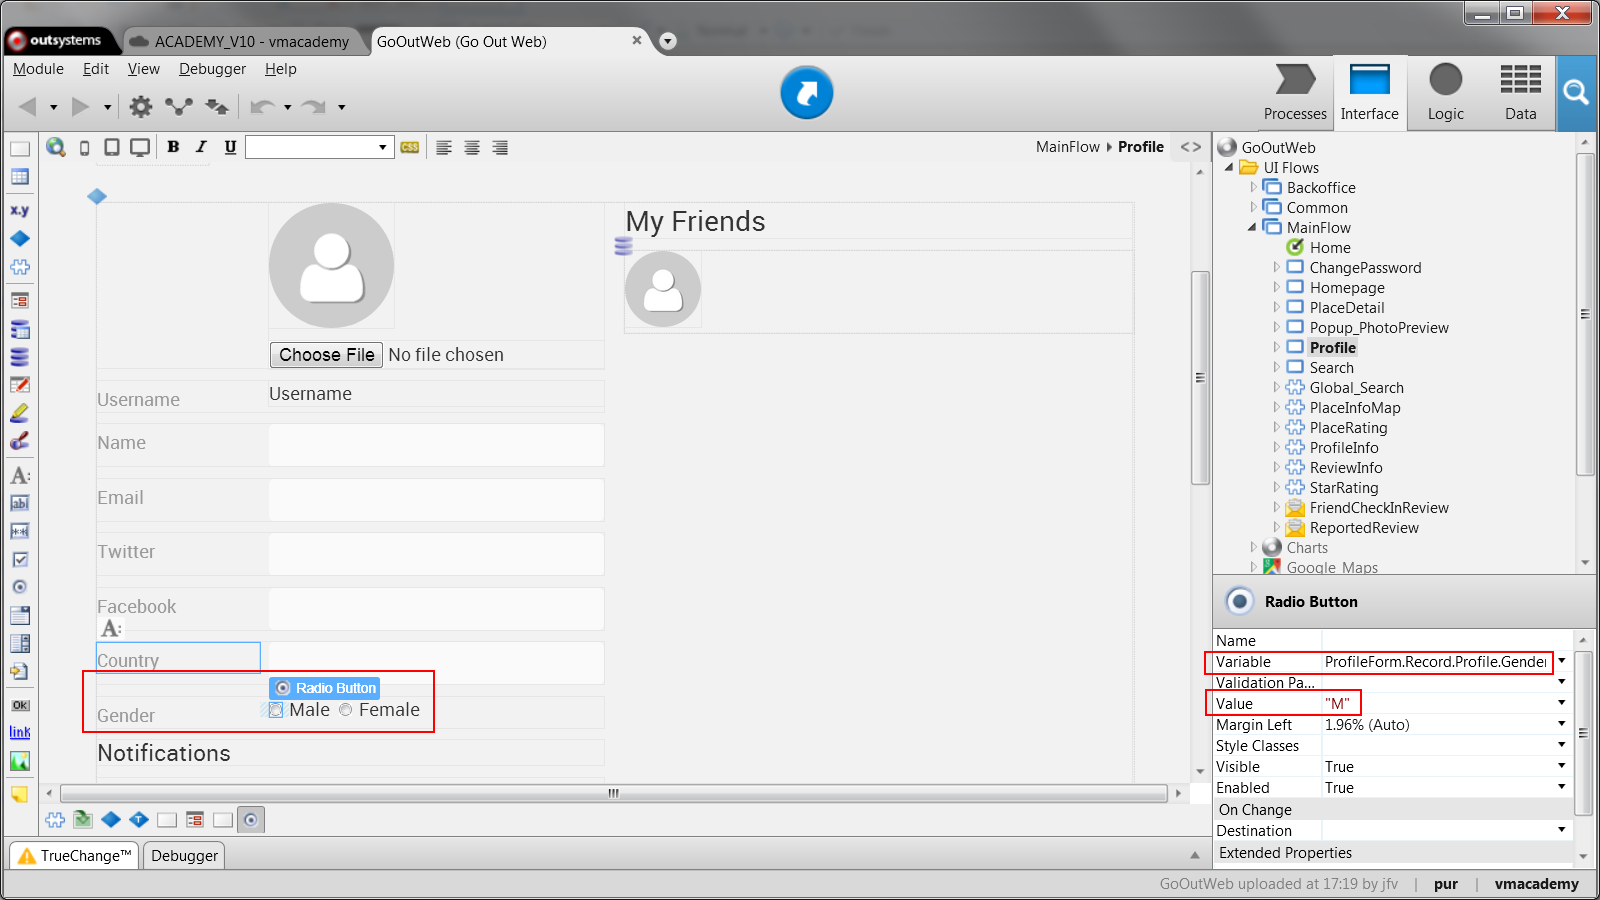 outsystems
ACADEMY_V10 - vmacademy
GoOutWeb (Go Out Web)
Module Edit View Debugger Help
Processes Interface Logic Data
B I U CSS
MainFlow Profile <>
GoOutWeb
UI Flows
Backoffice
Common
MainFlow
Home
ChangePassword
Homepage
PlaceDetail
Popup_PhotoPreview
Profile
Search
Global_Search
PlaceInfoMap
PlaceRating
ProfileInfo
ReviewInfo
StarRating
FriendCheckInReview
ReportedReview
Charts
Google Maps
x.y
A:
ab
Ok
link
My Friends
Choose File No file chosen
Username Username
Name
Email
Twitter
Facebook
A:
Country
Radio Button
Gender Male Female
Notifications
T
Radio Button
Name
Variable ProfileForm.Record.Profile.Gender
Validation Pa...
Value "M"
Margin Left 1.96% (Auto)
Style Classes
Visible True
Enabled True
On Change
Destination
Extended Properties
TrueChange™ Debugger
GoOutWeb uploaded at 17:19 by jfv | pur | vmacademy